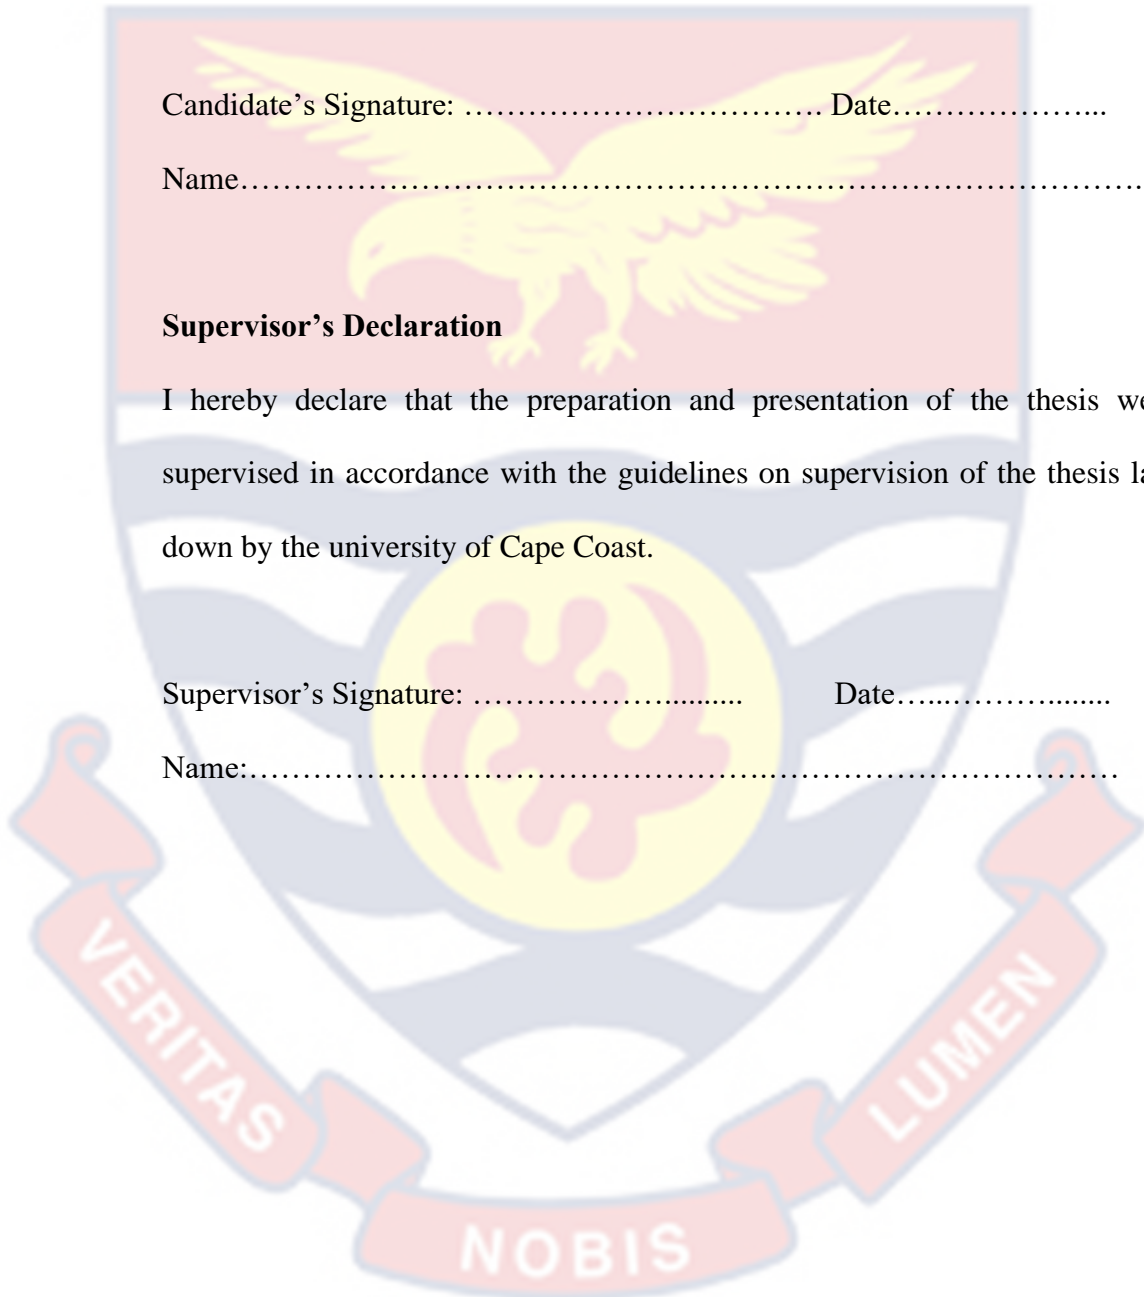 Candidate’s Signature: ……………………………. Date………………...
Name…………………………………………………………………………….
Supervisor’s Declaration
I hereby declare that the preparation and presentation of the thesis we
supervised in accordance with the guidelines on supervision of the thesis la
down by the university of Cape Coast.
Supervisor’s Signature: ……………….......... Date…...………........
Name:………………………………………….……………………………
VERITAS
NOBIS
LUMEN